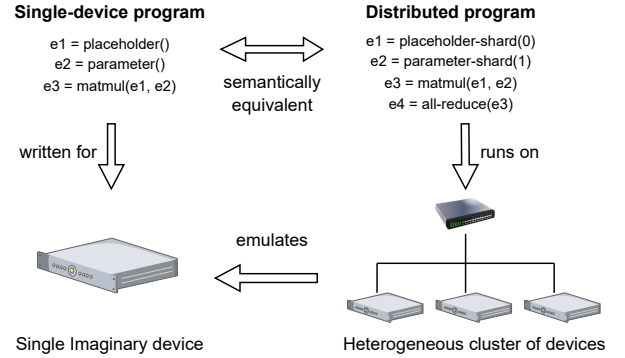 Single-device program
e1 = placeholder()
e2 = parameter()
e3 = matmul(e1, e2)
semantically
equivalent
Distributed program
e1 = placeholder-shard(0)
e2 = parameter-shard(1)
e3 = matmul(e1, e2)
e4 = all-reduce(e3)
written for
runs on
emulates
Single Imaginary device
Heterogeneous cluster of devices